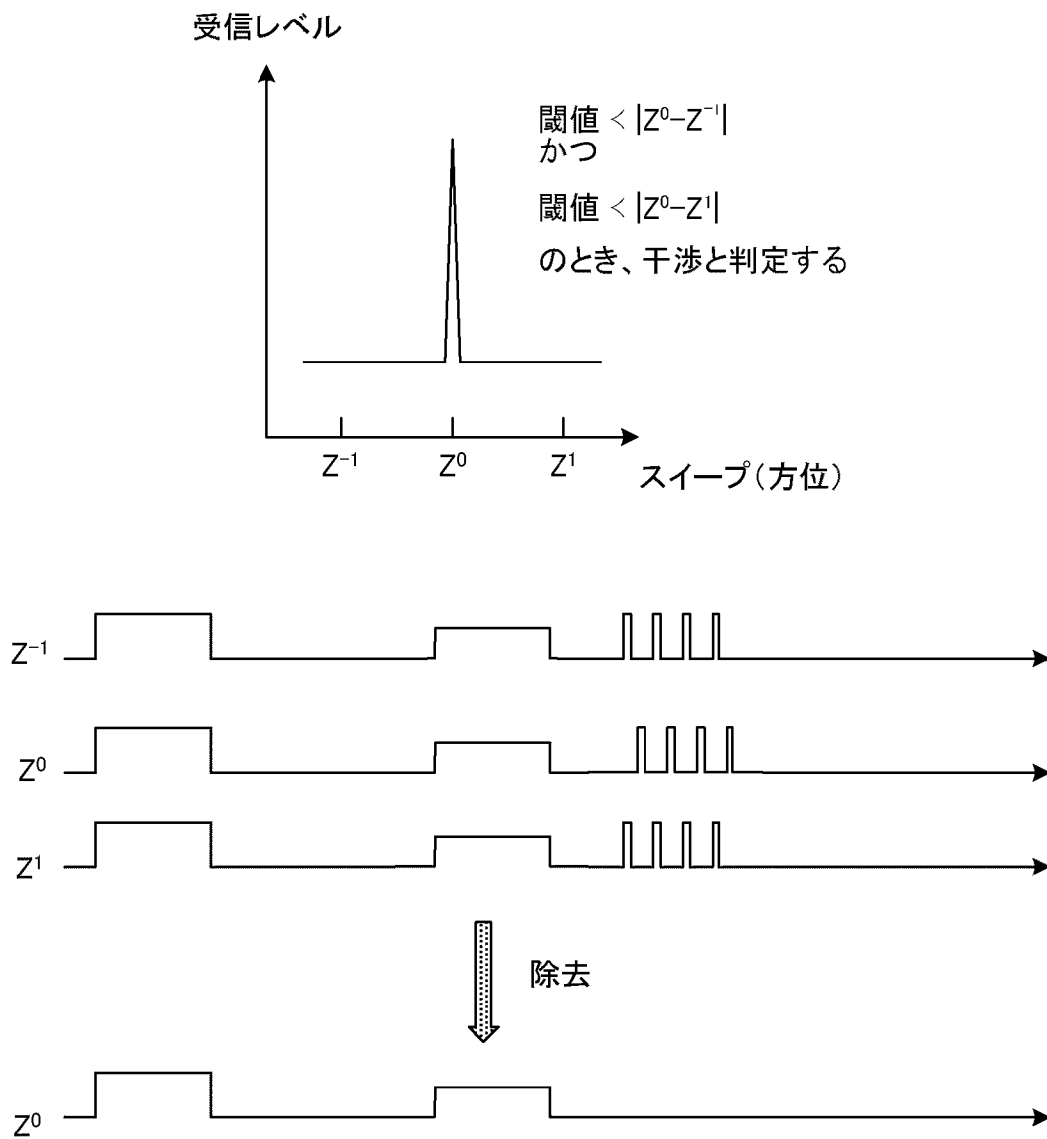 受信レベル
閾値 < |Z⁰−Z⁻¹|
かつ
閾値 < |Z⁰−Z¹|
のとき、干渉と判定する
Z⁻¹ Z⁰ Z¹
スイープ(方位)
Z⁻¹
Z⁰
Z¹
除去
Z⁰